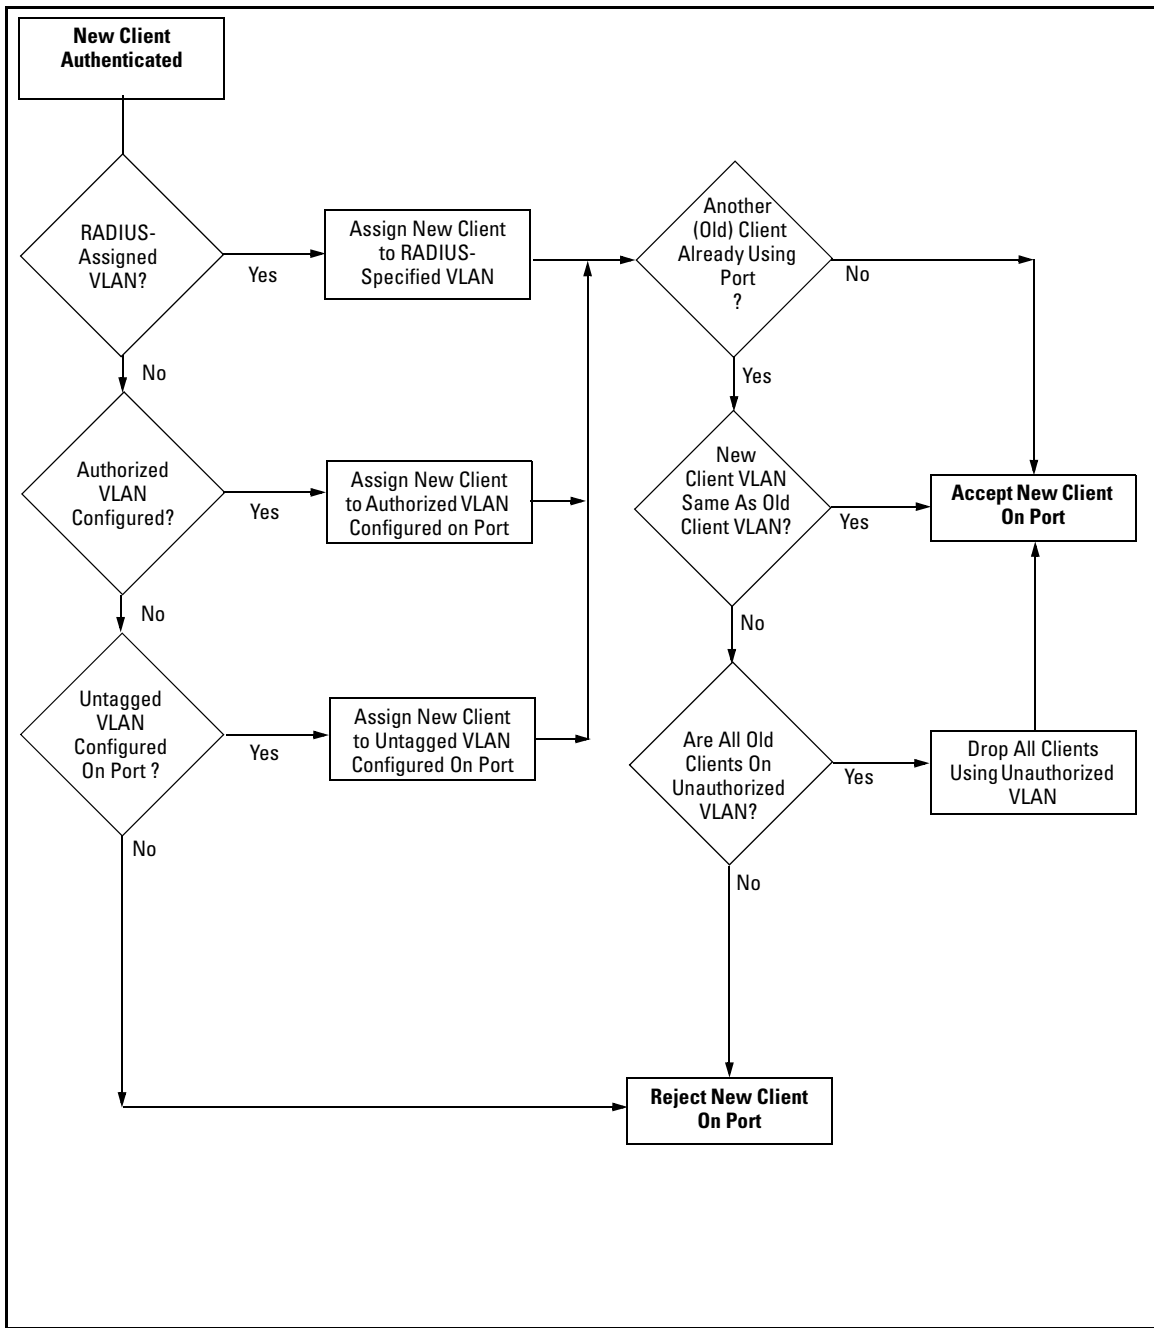 New Client
Authenticated
RADIUS-
Assigned
VLAN?
Yes
Assign New Client
to RADIUS-
Specified VLAN
Another
(Old) Client
Already Using
Port
?
No
Yes
No
Authorized
VLAN
Configured?
Yes
Assign New Client
to Authorized VLAN
Configured on Port
New
Client VLAN
Same As Old
Client VLAN?
Yes
Accept New Client
On Port
No
No
Untagged
VLAN
Configured
On Port ?
Yes
Assign New Client
to Untagged VLAN
Configured On Port
Are All Old
Clients On
Unauthorized
VLAN?
Yes
Drop All Clients
Using Unauthorized
VLAN
No
No
Reject New Client
On Port